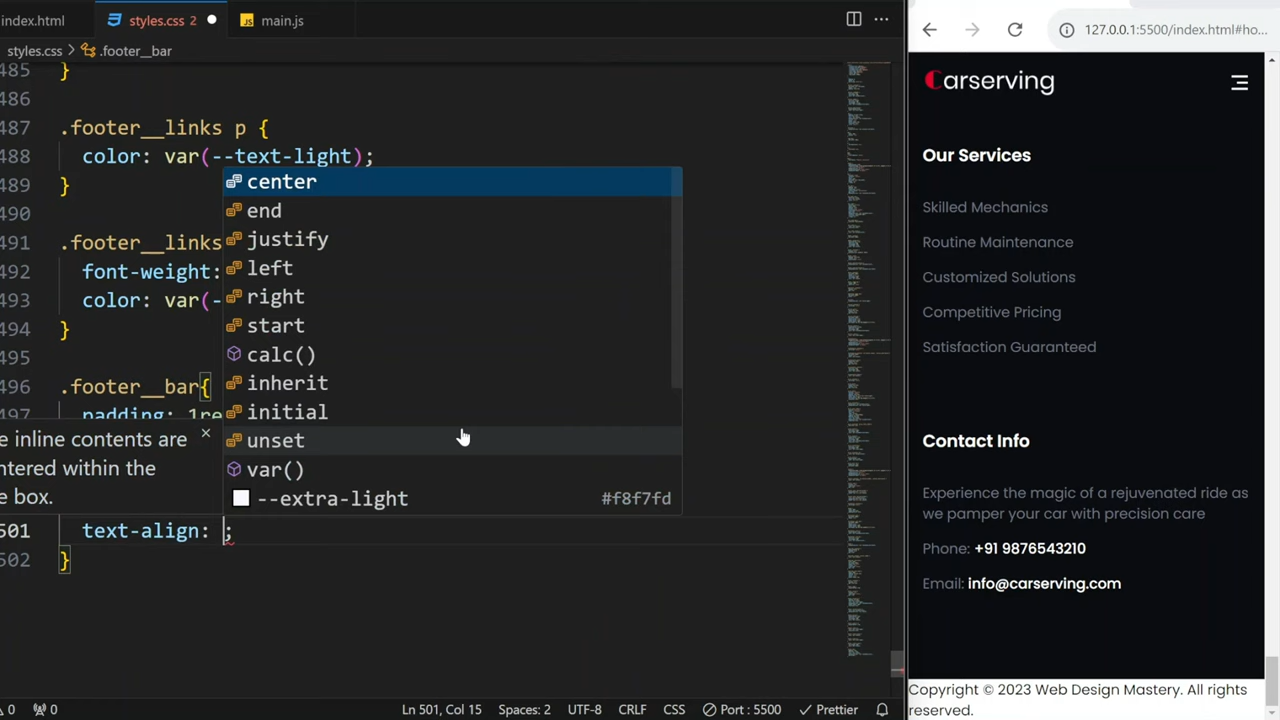 index.html
styles.css 2
JS main.js
styles.css > .footer__bar
127.0.0.1:5500/index.html#ho...
485 }
486
487 .footer__links p {
488 color: var(--text-light);
489 }
490
491 .footer__links
492 font-weight:
493 color: var(-
494 }
495
496 .footer__bar{
497 padding: 1re
501 text-align: ;
502 }
center
end
justify
left
right
start
calc()
inherit
initial
unset
var()
--extra-light #f8f7fd
e inline contents are
ntered within the
e box.
Carserving
Our Services
Skilled Mechanics
Routine Maintenance
Customized Solutions
Competitive Pricing
Satisfaction Guaranteed
Contact Info
Experience the magic of a rejuvenated ride as
we pamper your car with precision care
Phone: +91 9876543210
Email: info@carserving.com
Copyright © 2023 Web Design Mastery. All rights
reserved.
0 0 Ln 501, Col 15 Spaces: 2 UTF-8 CRLF CSS Port : 5500 Prettier